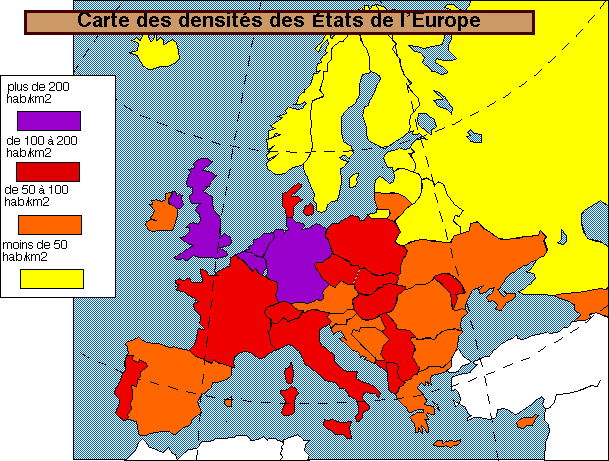 Carte des densités des États de l'Europe
plus de 200
hab/km2
de 100 à 200
hab/km2
de 50 à 100
hab/km2
moins de 50
hab/km2